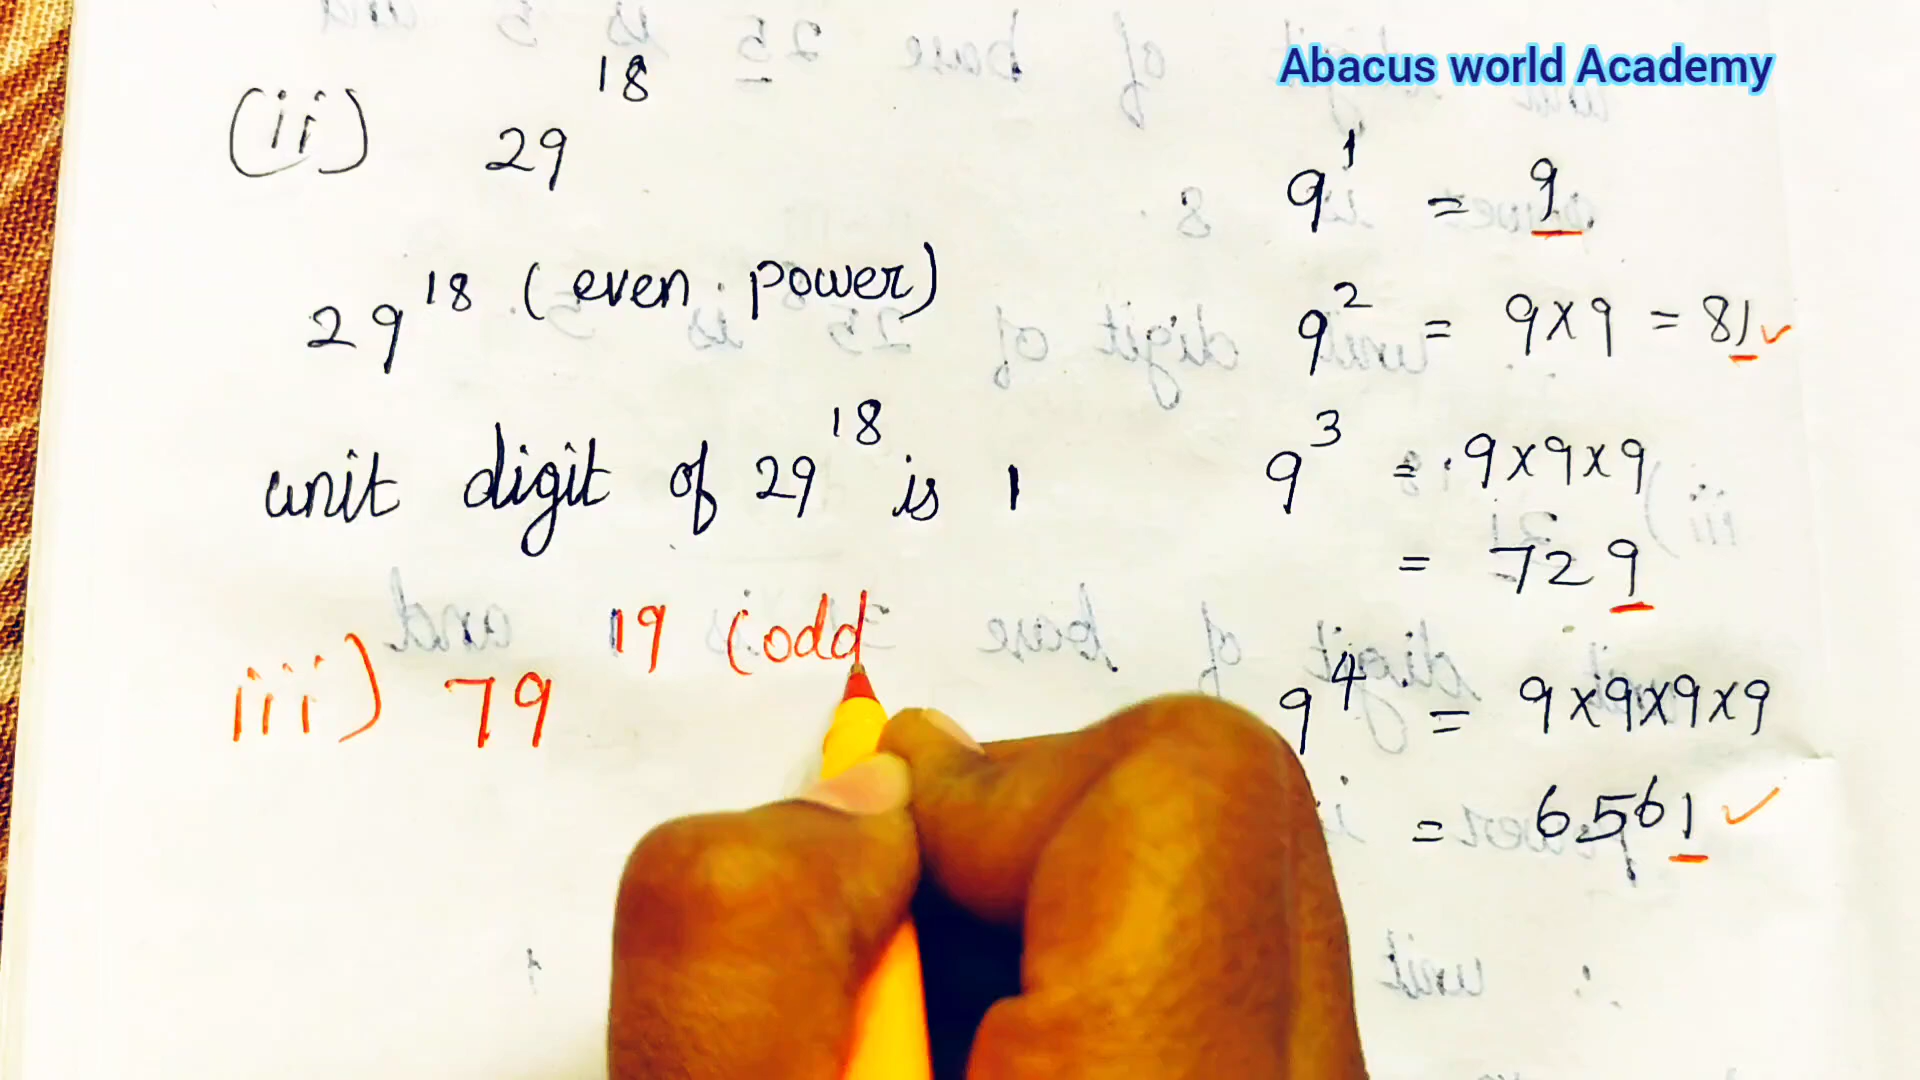 Abacus world Academy
(ii) 29^18
29^18 (even power)
unit digit of 29^18 is 1
iii) 79^19 (odd
9^1 = 9
9^2 = 9×9 = 81
9^3 = 9×9×9
= 729
9^4 = 9×9×9×9
= 6561